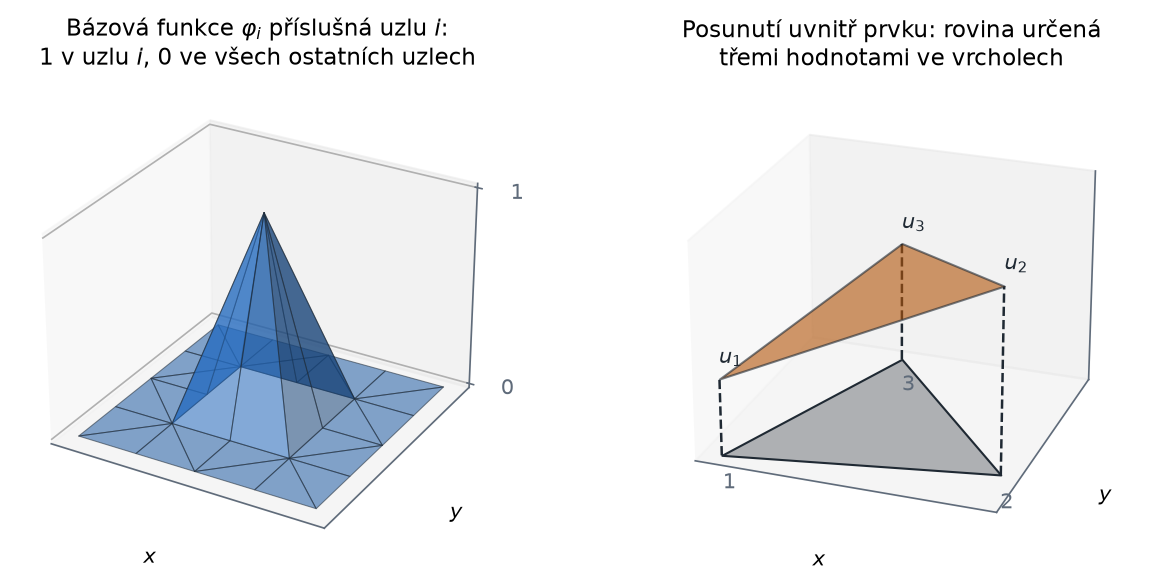 Bázová funkce φᵢ příslušná uzlu i:
1 v uzlu i, 0 ve všech ostatních uzlech
1
0
x
y
Posunutí uvnitř prvku: rovina určená
třemi hodnotami ve vrcholech
u₃
u₂
u₁
3
1
2
y
x